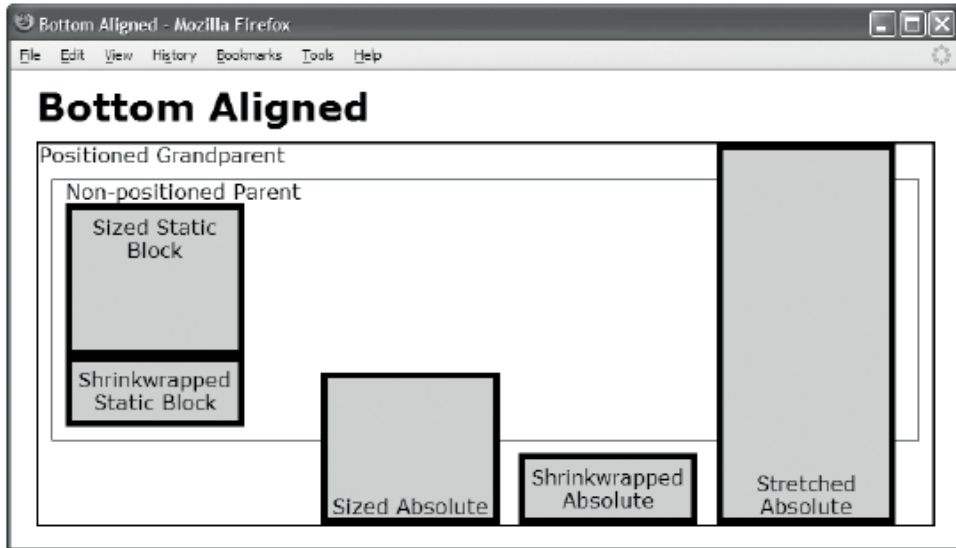 Bottom Aligned - Mozilla Firefox
File Edit View History Bookmarks Tools Help
Bottom Aligned
Positioned Grandparent
Non-positioned Parent
Sized Static
Block
Shrinkwrapped
Static Block
Sized Absolute
Shrinkwrapped
Absolute
Stretched
Absolute